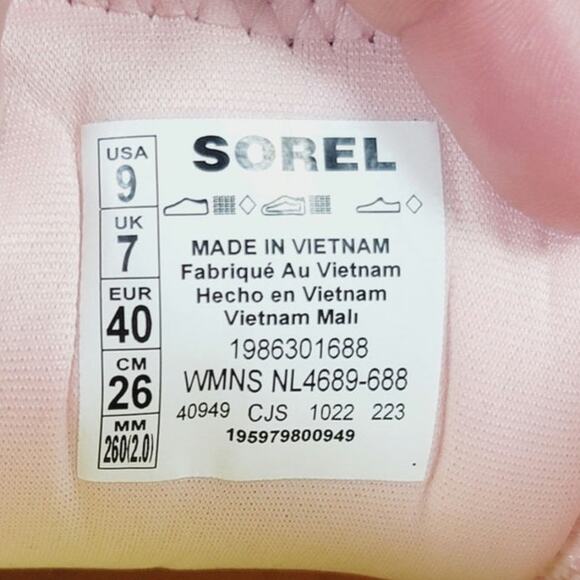 USA
9
UK
7
EUR
40
CM
26
MM
260(2.0)
SOREL
MADE IN VIETNAM
Fabriqué Au Vietnam
Hecho en Vietnam
Vietnam Malı
1986301688
WMNS NL4689-688
40949 CJS 1022 223
195979800949